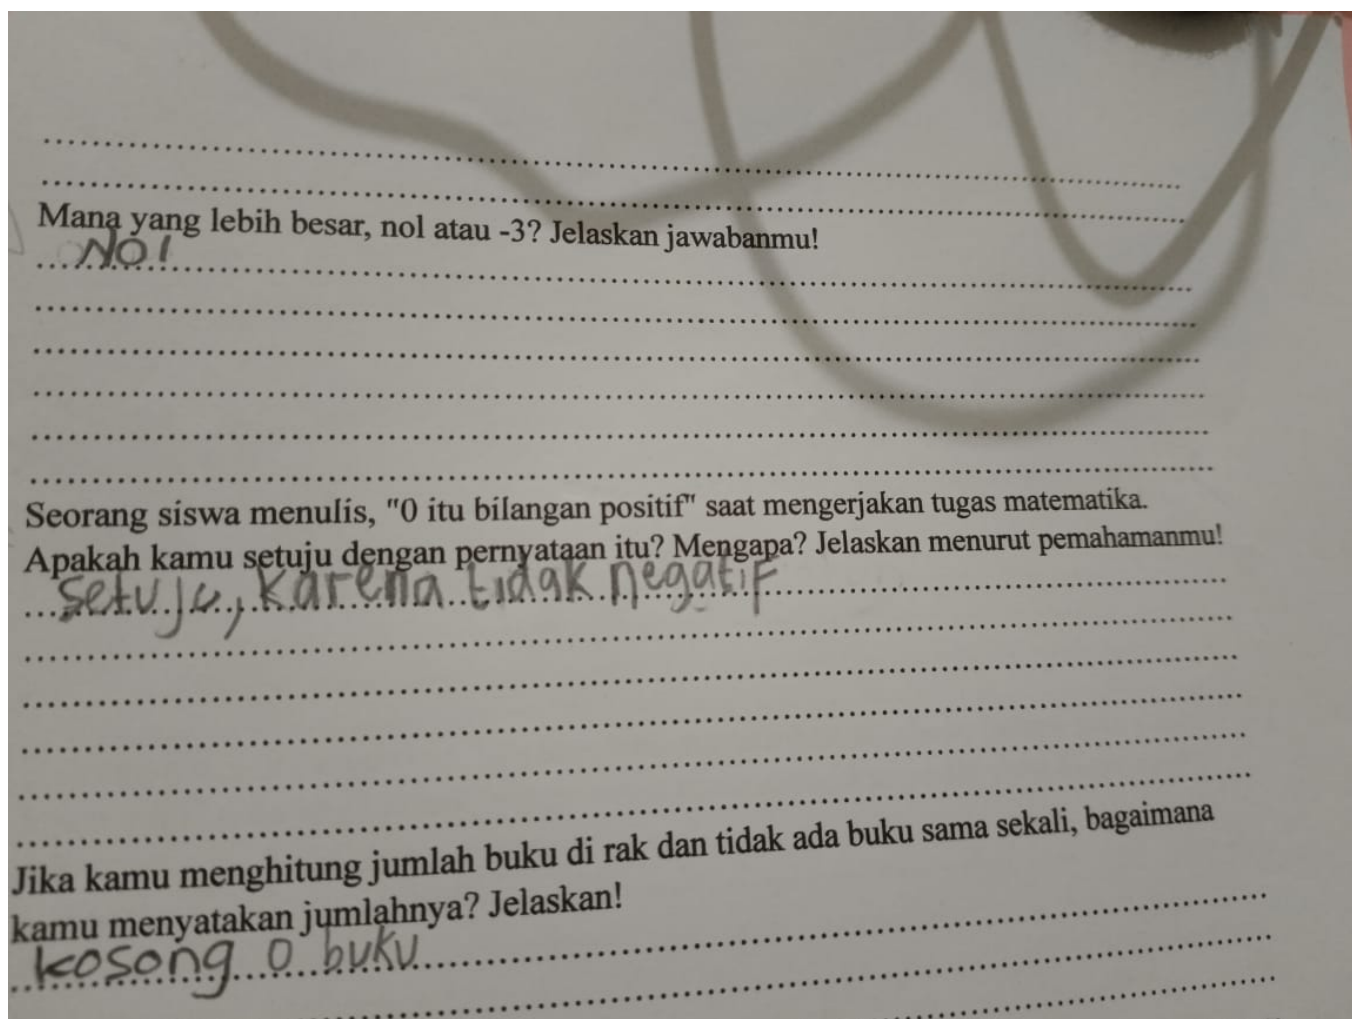 Mana yang lebih besar, nol atau -3? Jelaskan jawabanmu!
NOl
Seorang siswa menulis, "0 itu bilangan positif" saat mengerjakan tugas matematika.
Apakah kamu setuju dengan pernyataan itu? Mengapa? Jelaskan menurut pemahamanmu!
setuju, karena tidak negatif
Jika kamu menghitung jumlah buku di rak dan tidak ada buku sama sekali, bagaimana
kamu menyatakan jumlahnya? Jelaskan!
kosong 0 buku